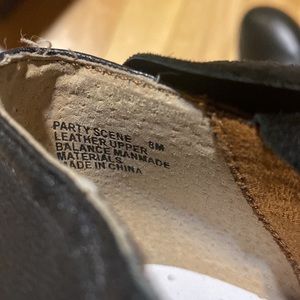 PARTY SCENE 8M
LEATHER UPPER
BALANCE MANMADE
MATERIALS
MADE IN CHINA